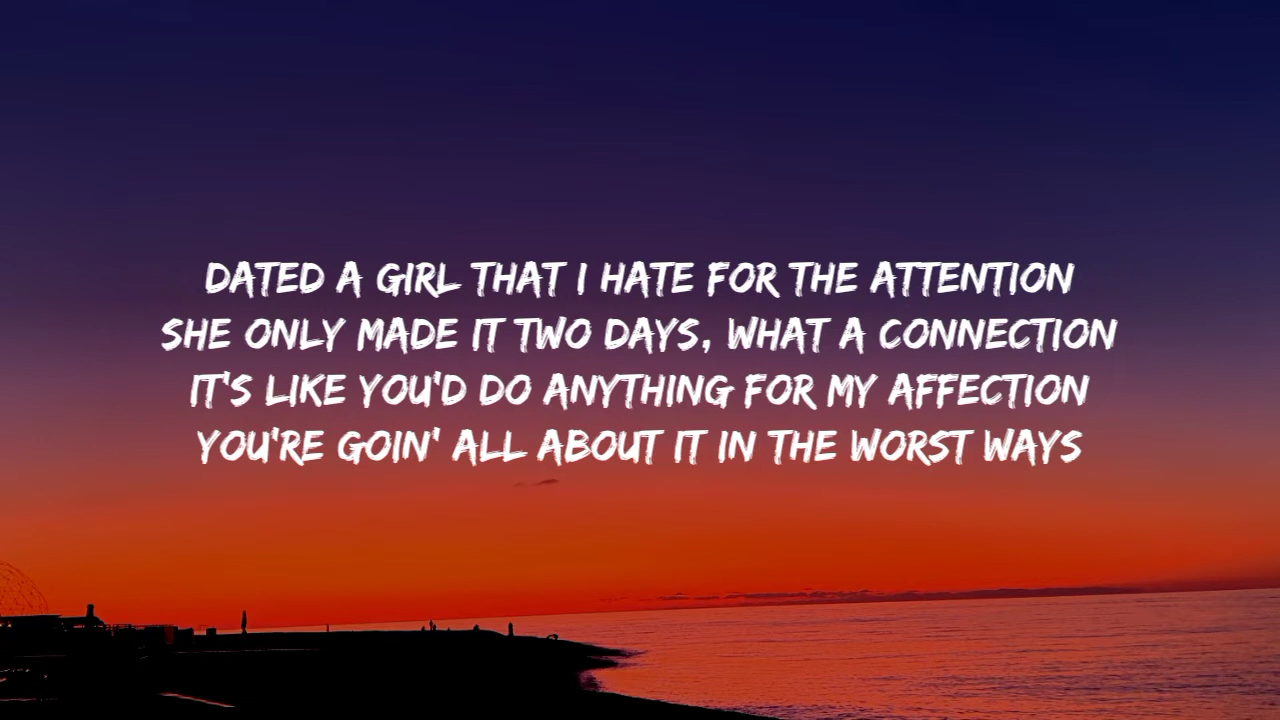 DATED A GIRL THAT I HATE FOR THE ATTENTION
SHE ONLY MADE IT TWO DAYS, WHAT A CONNECTION
IT'S LIKE YOU'D DO ANYTHING FOR MY AFFECTION
YOU'RE GOIN' ALL ABOUT IT IN THE WORST WAYS